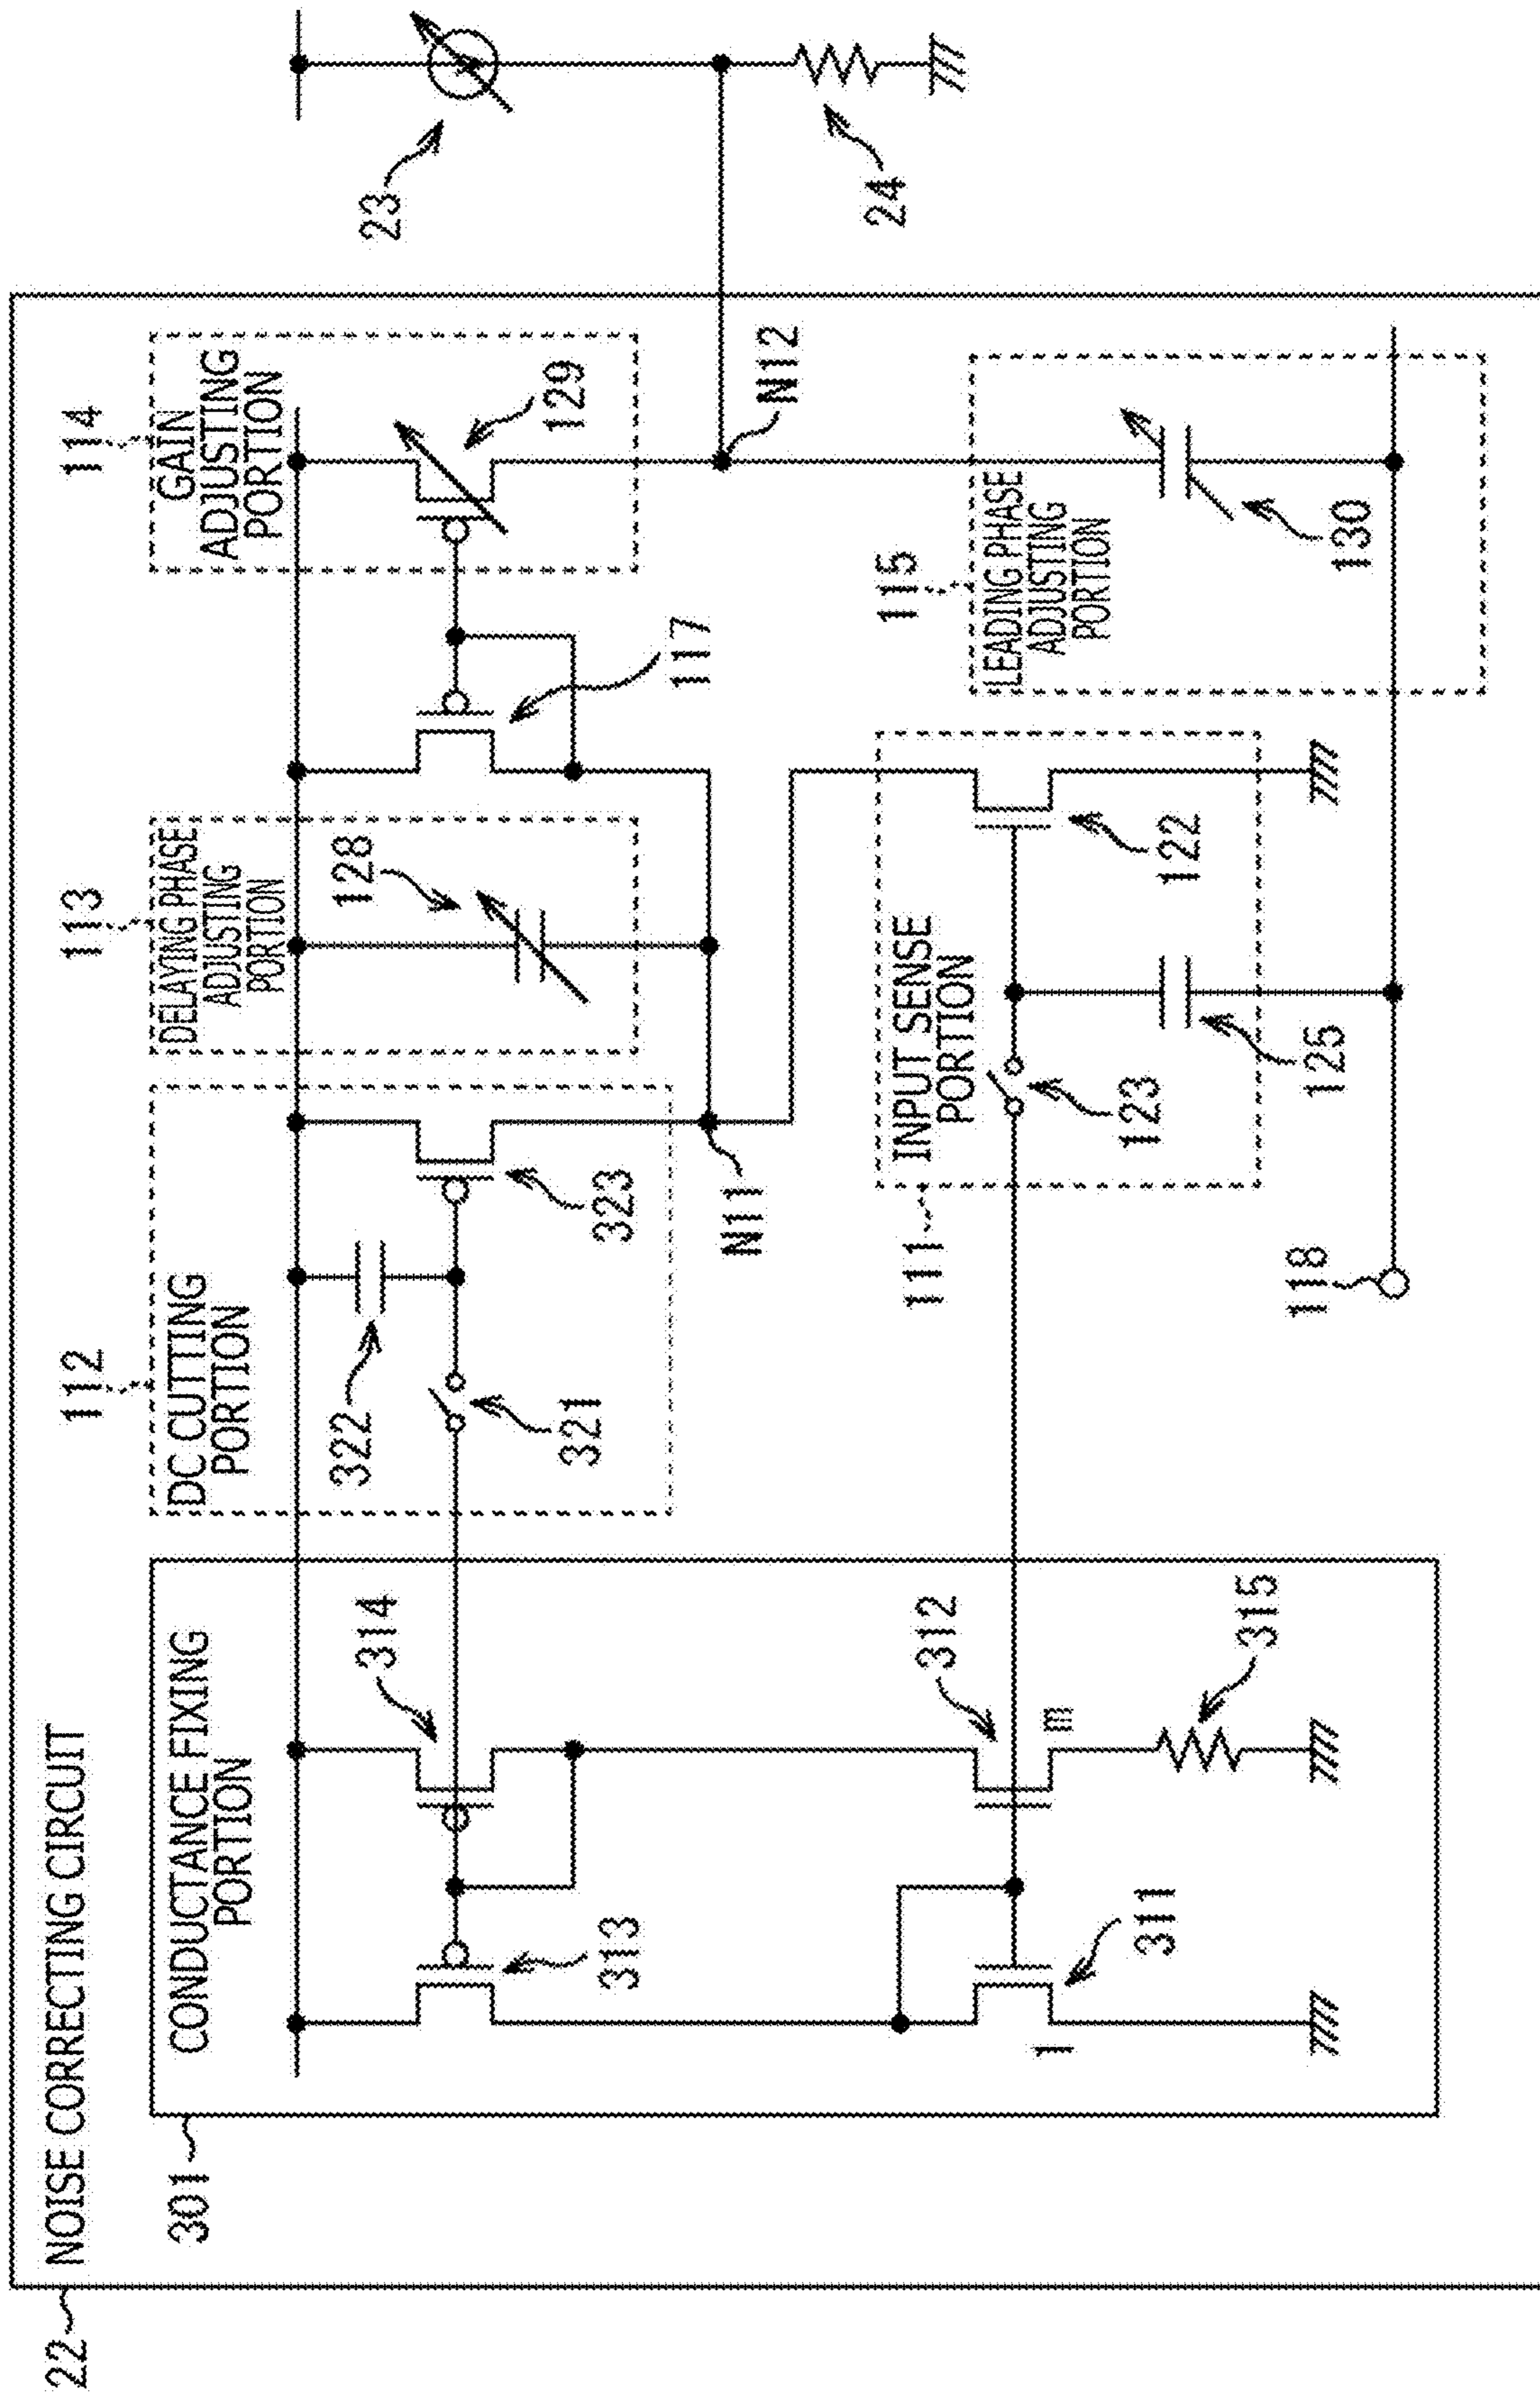 22
NOISE CORRECTING CIRCUIT
301
CONDUCTANCE FIXING
PORTION
314
313
312
m
315
311
1
112
DC CUTTING
PORTION
322
321
323
113
DELAYING PHASE
ADJUSTING
PORTION
128
114
GAIN
ADJUSTING
PORTION
129
117
N11
N12
23
24
111
INPUT SENSE
PORTION
123
125
122
115
LEADING PHASE
ADJUSTING
PORTION
130
118